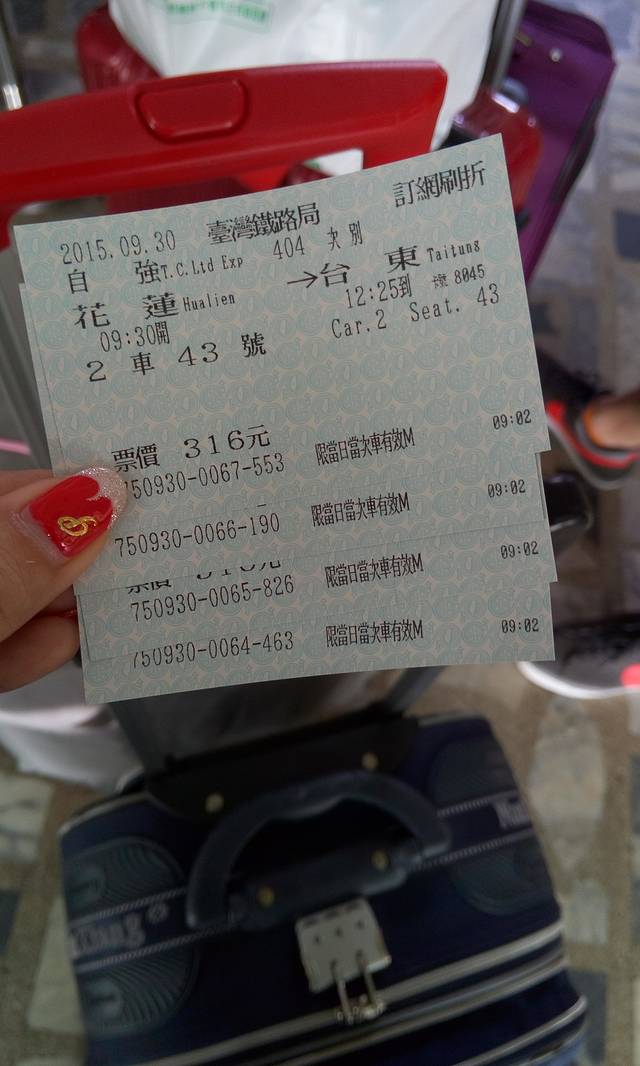 臺灣鐵路局 訂網刷折
2015.09.30
自 強 T.C.Ltd Exp 404 次 別
花 蓮 Hualien →台 東 Taitung
09:30開 12:25到 8045
2 車 43 號 Car.2 Seat. 43
票價 316元
750930-0067-553 限當日當次車有效M 09:02
750930-0066-190 限當日當次車有效M 09:02
750930-0065-826 限當日當次車有效M 09:02
750930-0064-463 限當日當次車有效M 09:02